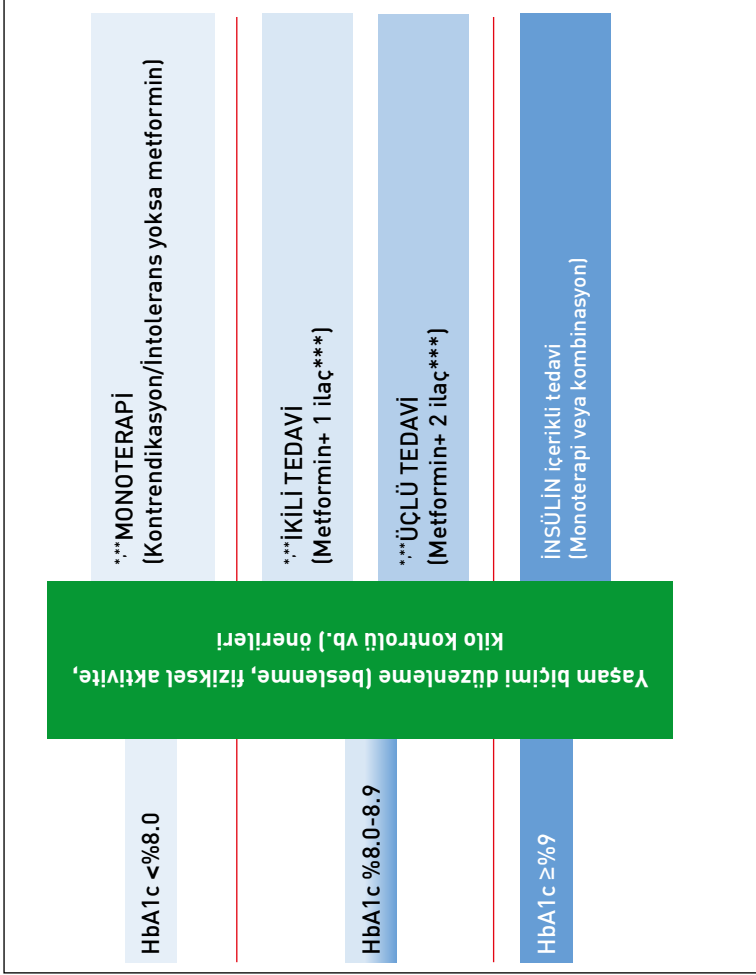 HbA1c <%8.0
HbA1c %8.0-8.9
HbA1c ≥%9
Yaşam biçimi düzenleme (beslenme, fiziksel aktivite,
kilo kontrolü vb.) önerileri
*,**MONOTERAPİ
(Kontrendikasyon/İntolerans yoksa metformin)
*,**İKİLİ TEDAVİ
(Metformin+ 1 ilaç***)
*,**ÜÇLÜ TEDAVİ
(Metformin+ 2 ilaç***)
İNSÜLİN içerikli tedavi
(Monoterapi veya kombinasyon)